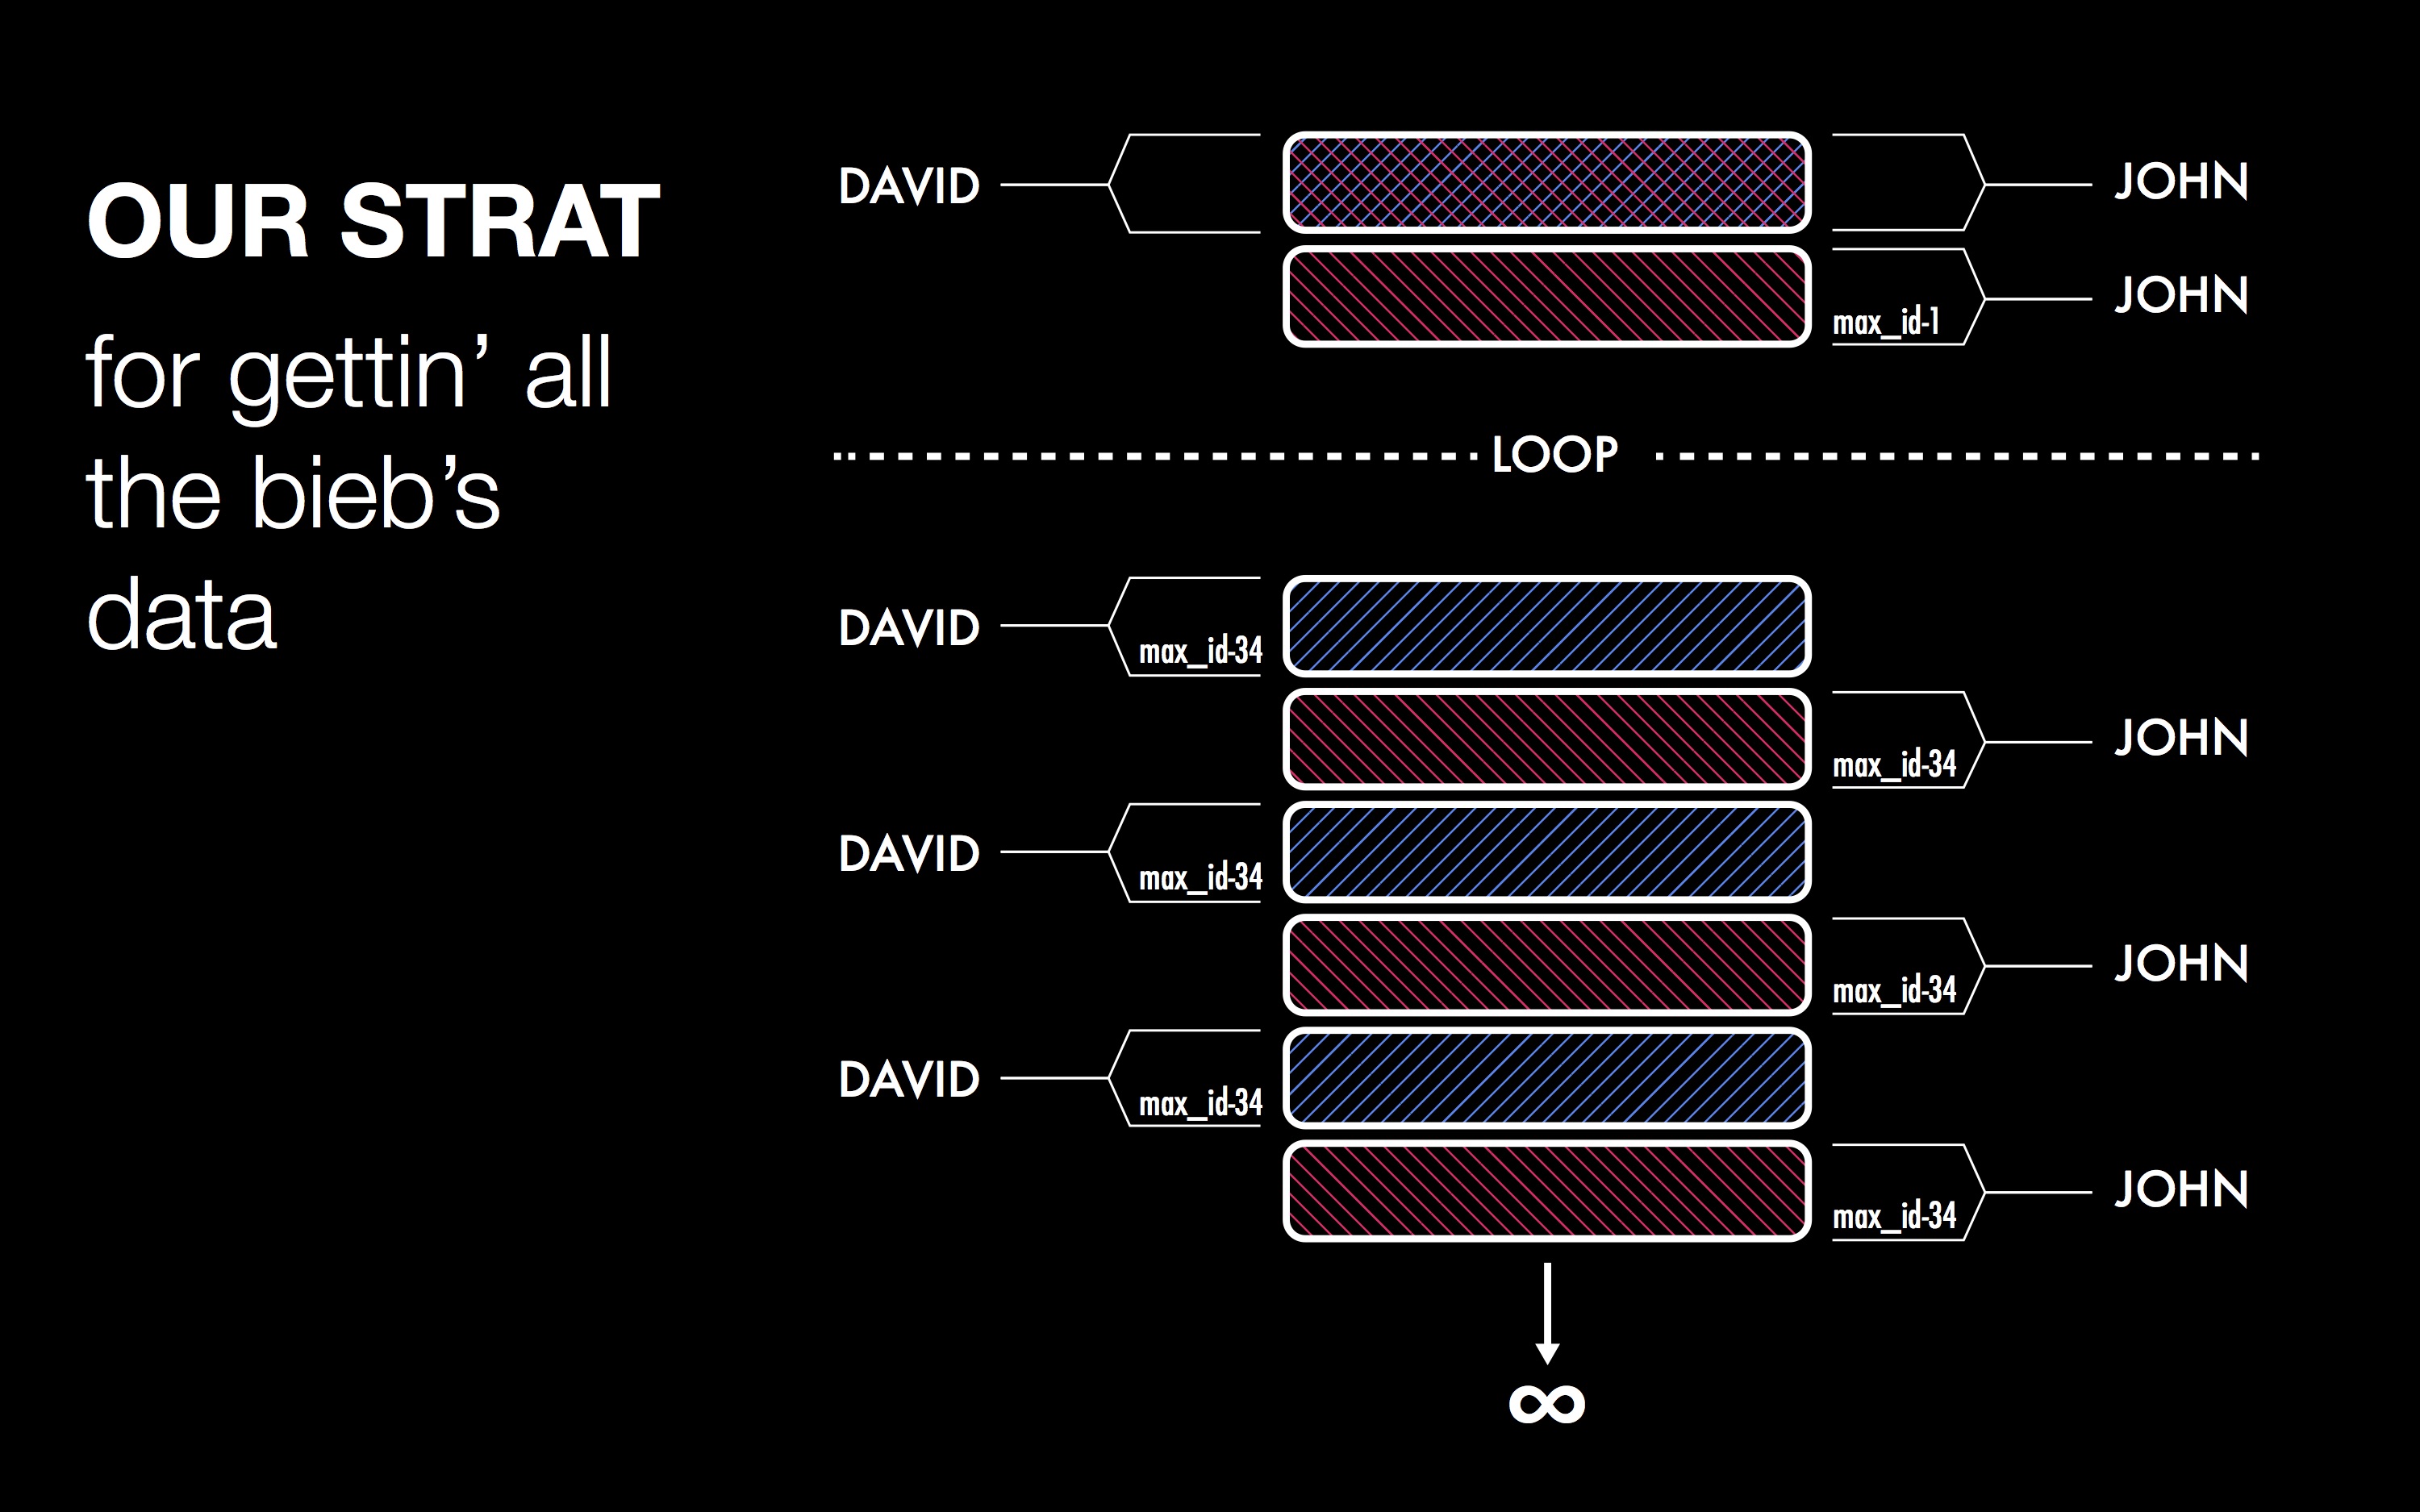 OUR STRAT
for gettin’ all
the bieb’s
data
DAVID
JOHN
max_id-1
JOHN
LOOP
DAVID
max_id-34
max_id-34
JOHN
DAVID
max_id-34
max_id-34
JOHN
DAVID
max_id-34
max_id-34
JOHN
∞